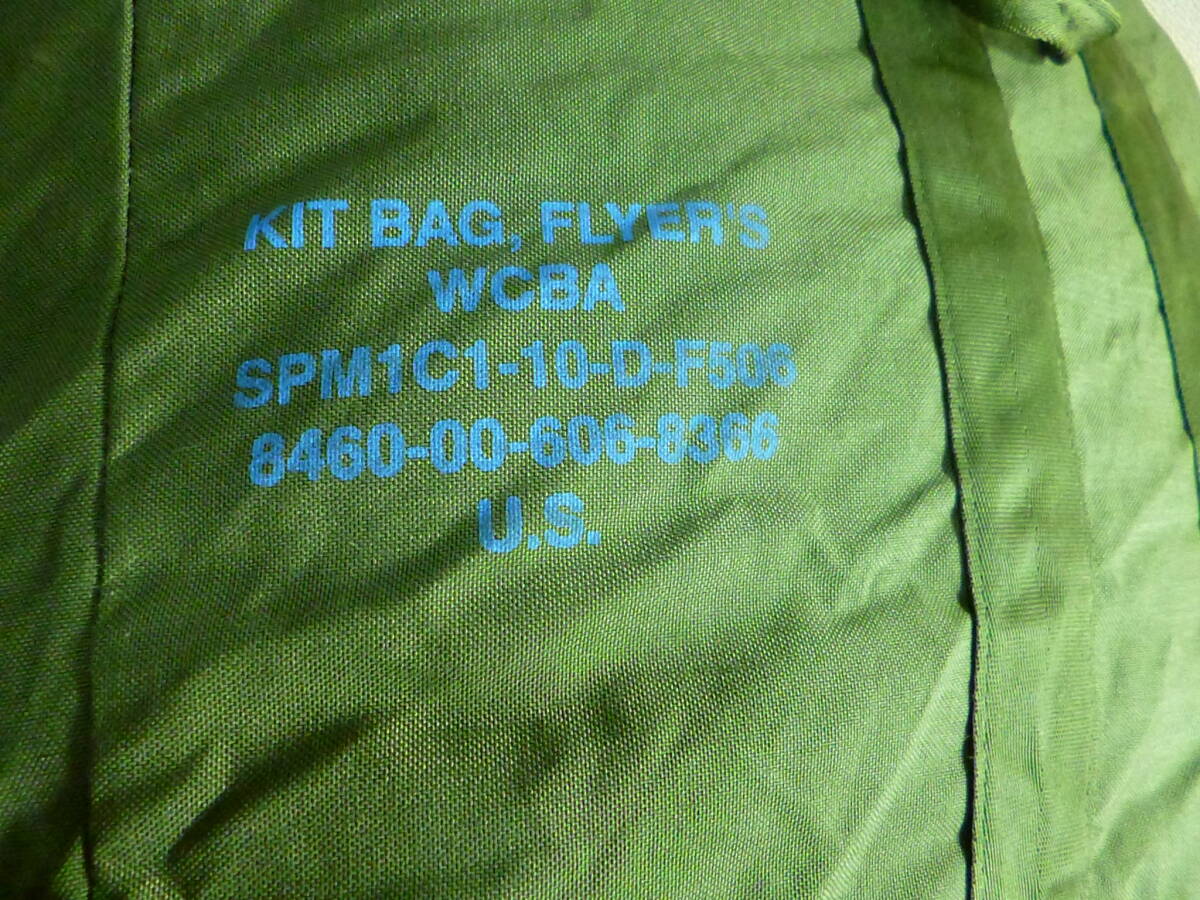 KIT BAG, FLYER'S
WCBA
SPM1C1-10-D-F506
8460-00-606-8366
U.S.